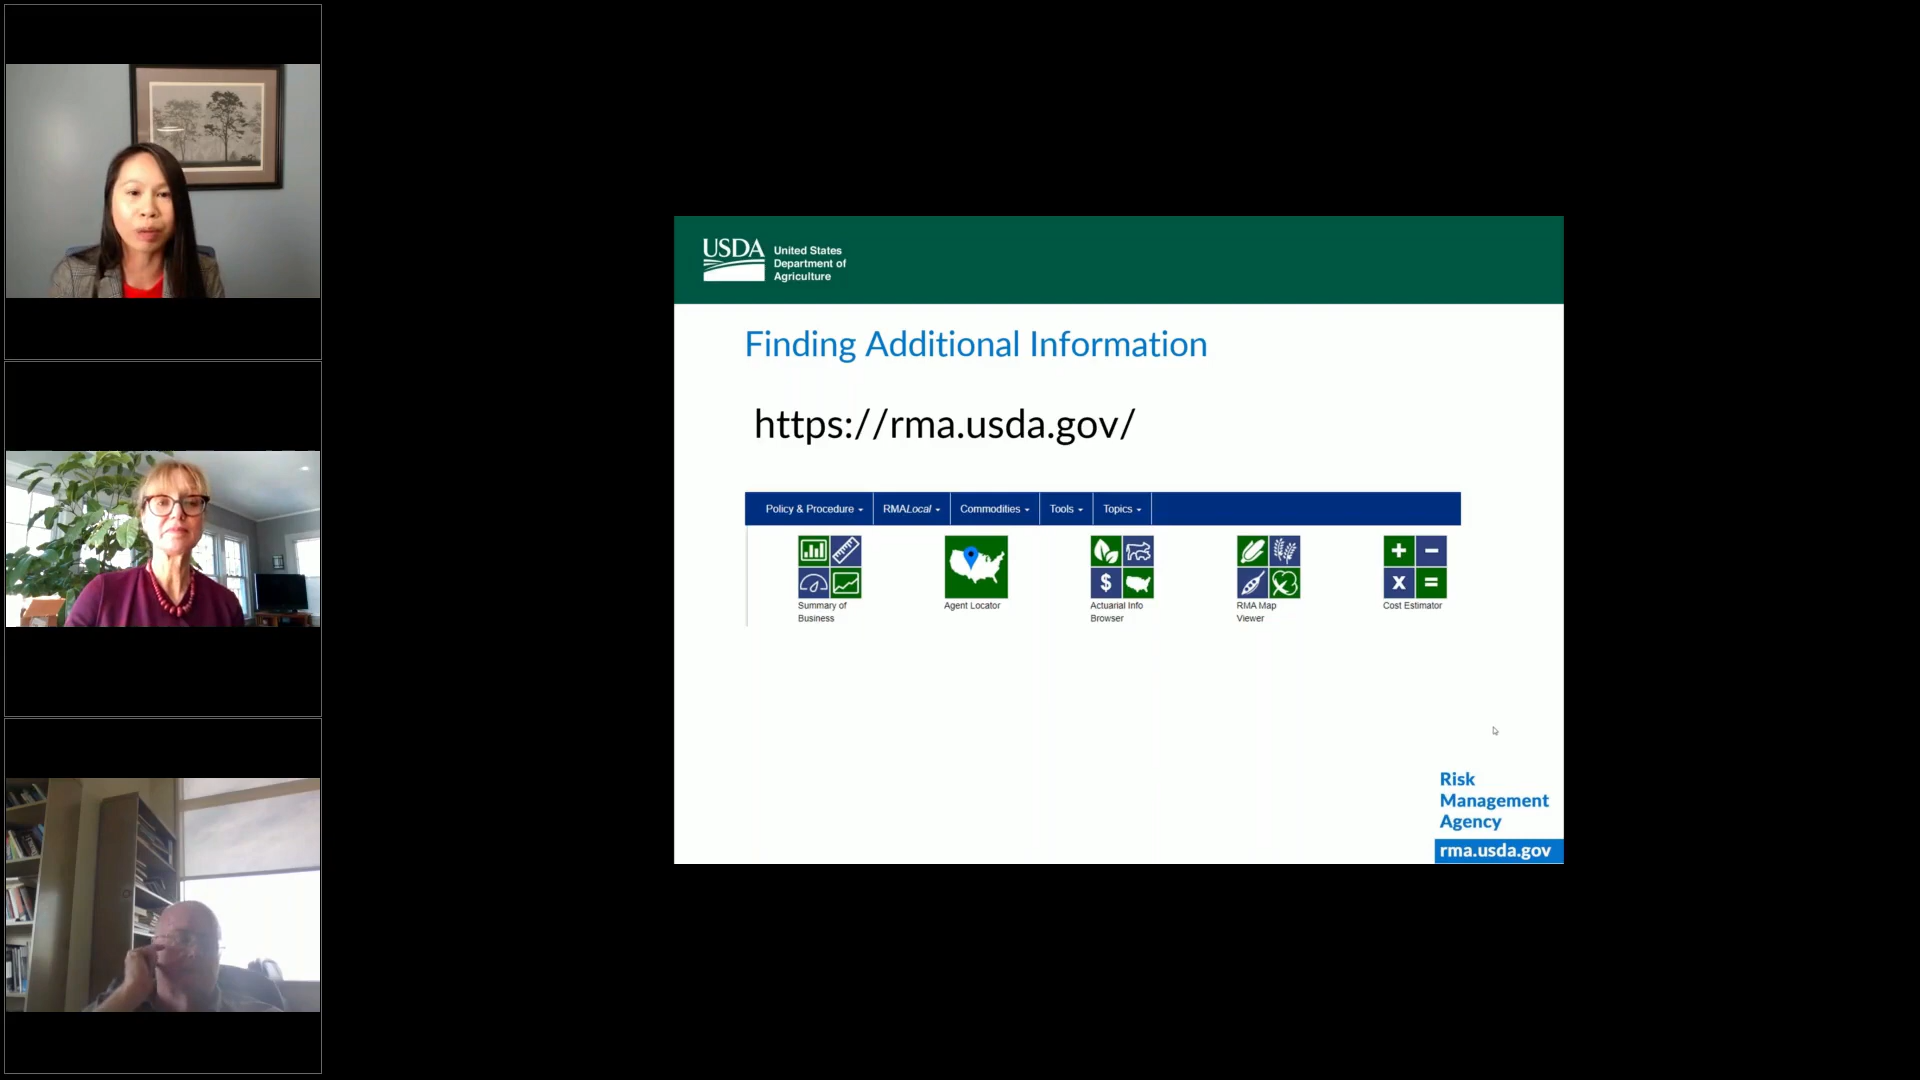 USDA
United States
Department of
Agriculture
Finding Additional Information
https://rma.usda.gov/
Policy & Procedure
RMALocal
Commodities
Tools
Topics
Summary of
Business
Agent Locator
$
Actuarial Info
Browser
RMA Map
Viewer
+ −
x =
Cost Estimator
Risk
Management
Agency
rma.usda.gov